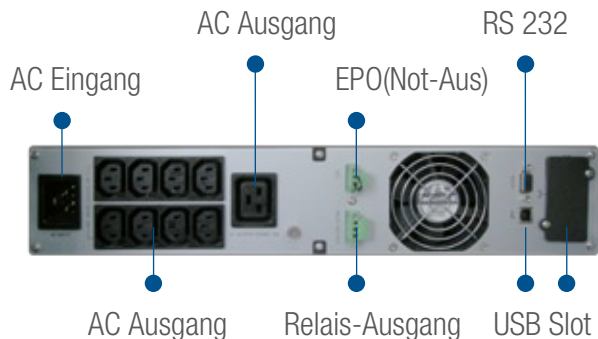 AC Ausgang
RS 232
AC Eingang
EPO(Not-Aus)
AC Ausgang
Relais-Ausgang
USB Slot